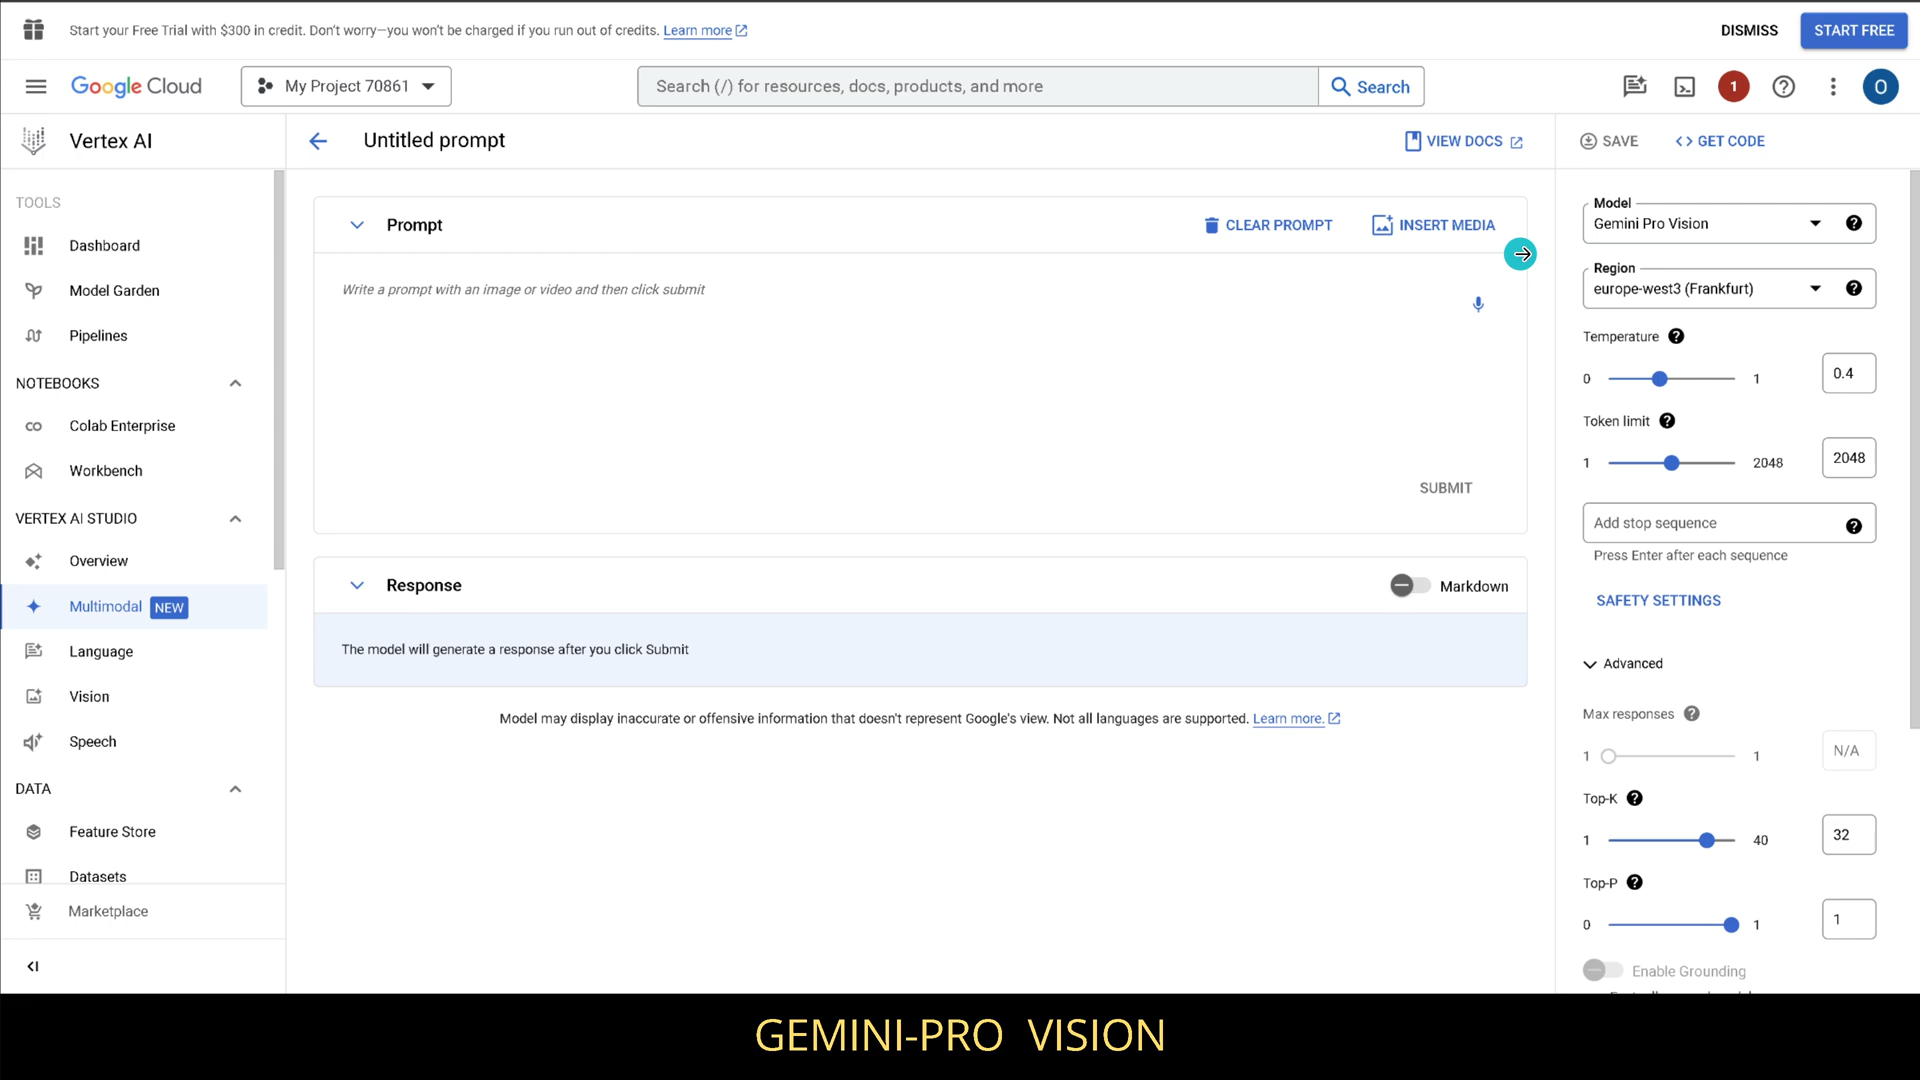 Start your Free Trial with $300 in credit. Don't worry—you won't be charged if you run out of credits. Learn more
DISMISS
START FREE
Google Cloud
My Project 70861
Search (/) for resources, docs, products, and more
Search
1
O
Vertex AI
Untitled prompt
VIEW DOCS
SAVE
GET CODE
TOOLS
Dashboard
Model Garden
Pipelines
NOTEBOOKS
Colab Enterprise
Workbench
VERTEX AI STUDIO
Overview
Multimodal NEW
Language
Vision
Speech
DATA
Feature Store
Datasets
Marketplace
Prompt
CLEAR PROMPT
INSERT MEDIA
Write a prompt with an image or video and then click submit
SUBMIT
Response
Markdown
The model will generate a response after you click Submit
Model may display inaccurate or offensive information that doesn't represent Google's view. Not all languages are supported. Learn more.
Model
Gemini Pro Vision
Region
europe-west3 (Frankfurt)
Temperature
0 1 0.4
Token limit
1 2048 2048
Add stop sequence
Press Enter after each sequence
SAFETY SETTINGS
Advanced
Max responses
1 1 N/A
Top-K
1 40 32
Top-P
0 1 1
Enable Grounding
GEMINI-PRO VISION